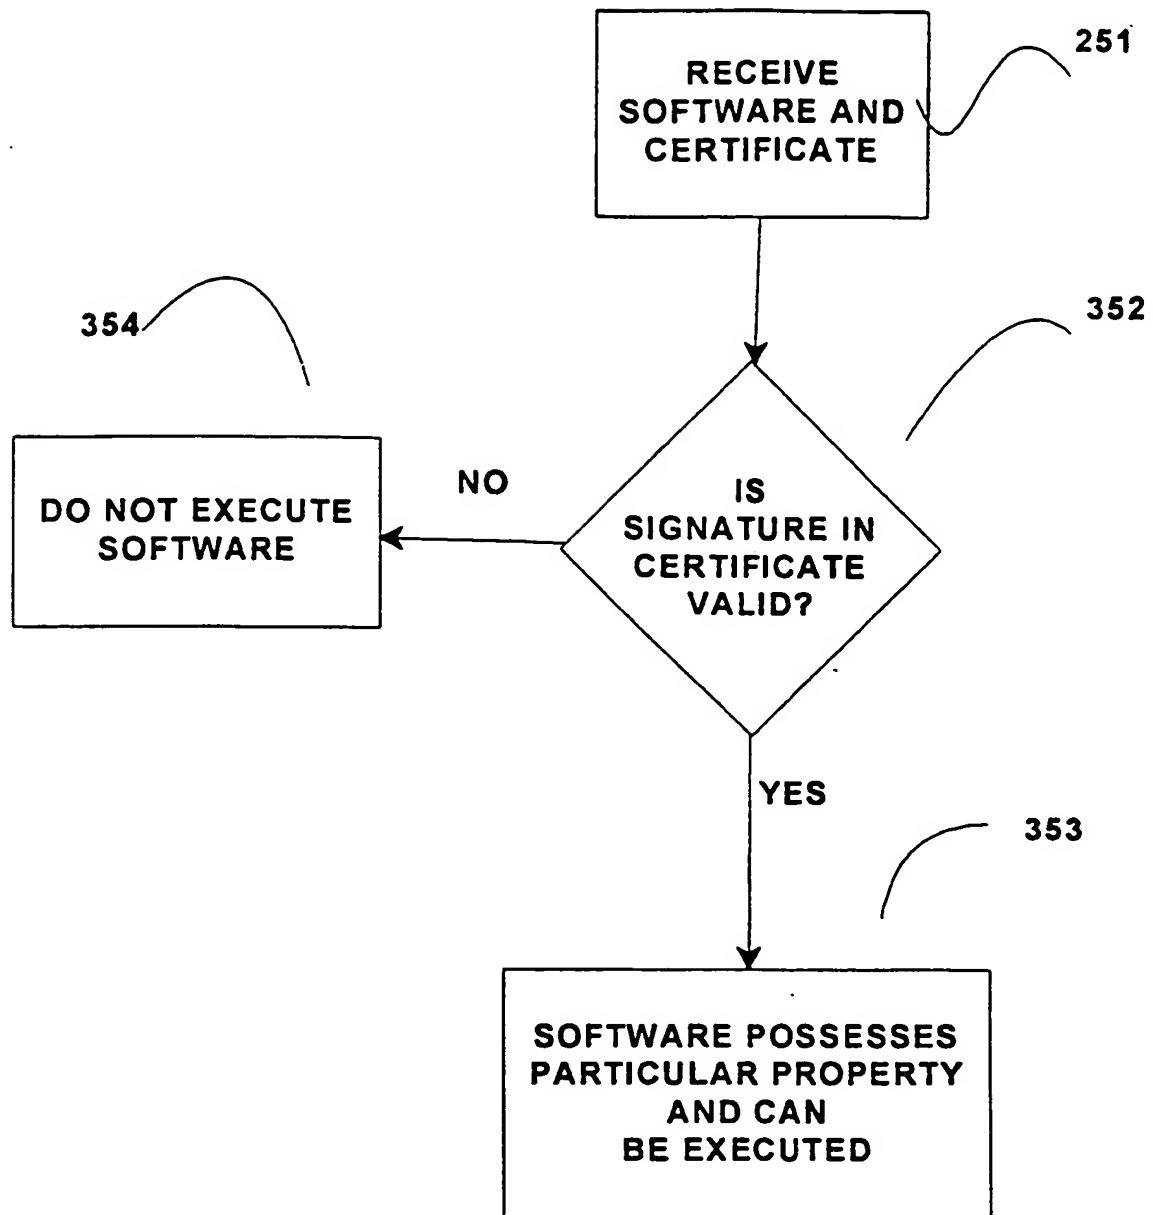 251
RECEIVE
SOFTWARE AND
CERTIFICATE
352
354
NO
IS
SIGNATURE IN
CERTIFICATE
VALID?
DO NOT EXECUTE
SOFTWARE
YES
353
SOFTWARE POSSESSES
PARTICULAR PROPERTY
AND CAN
BE EXECUTED